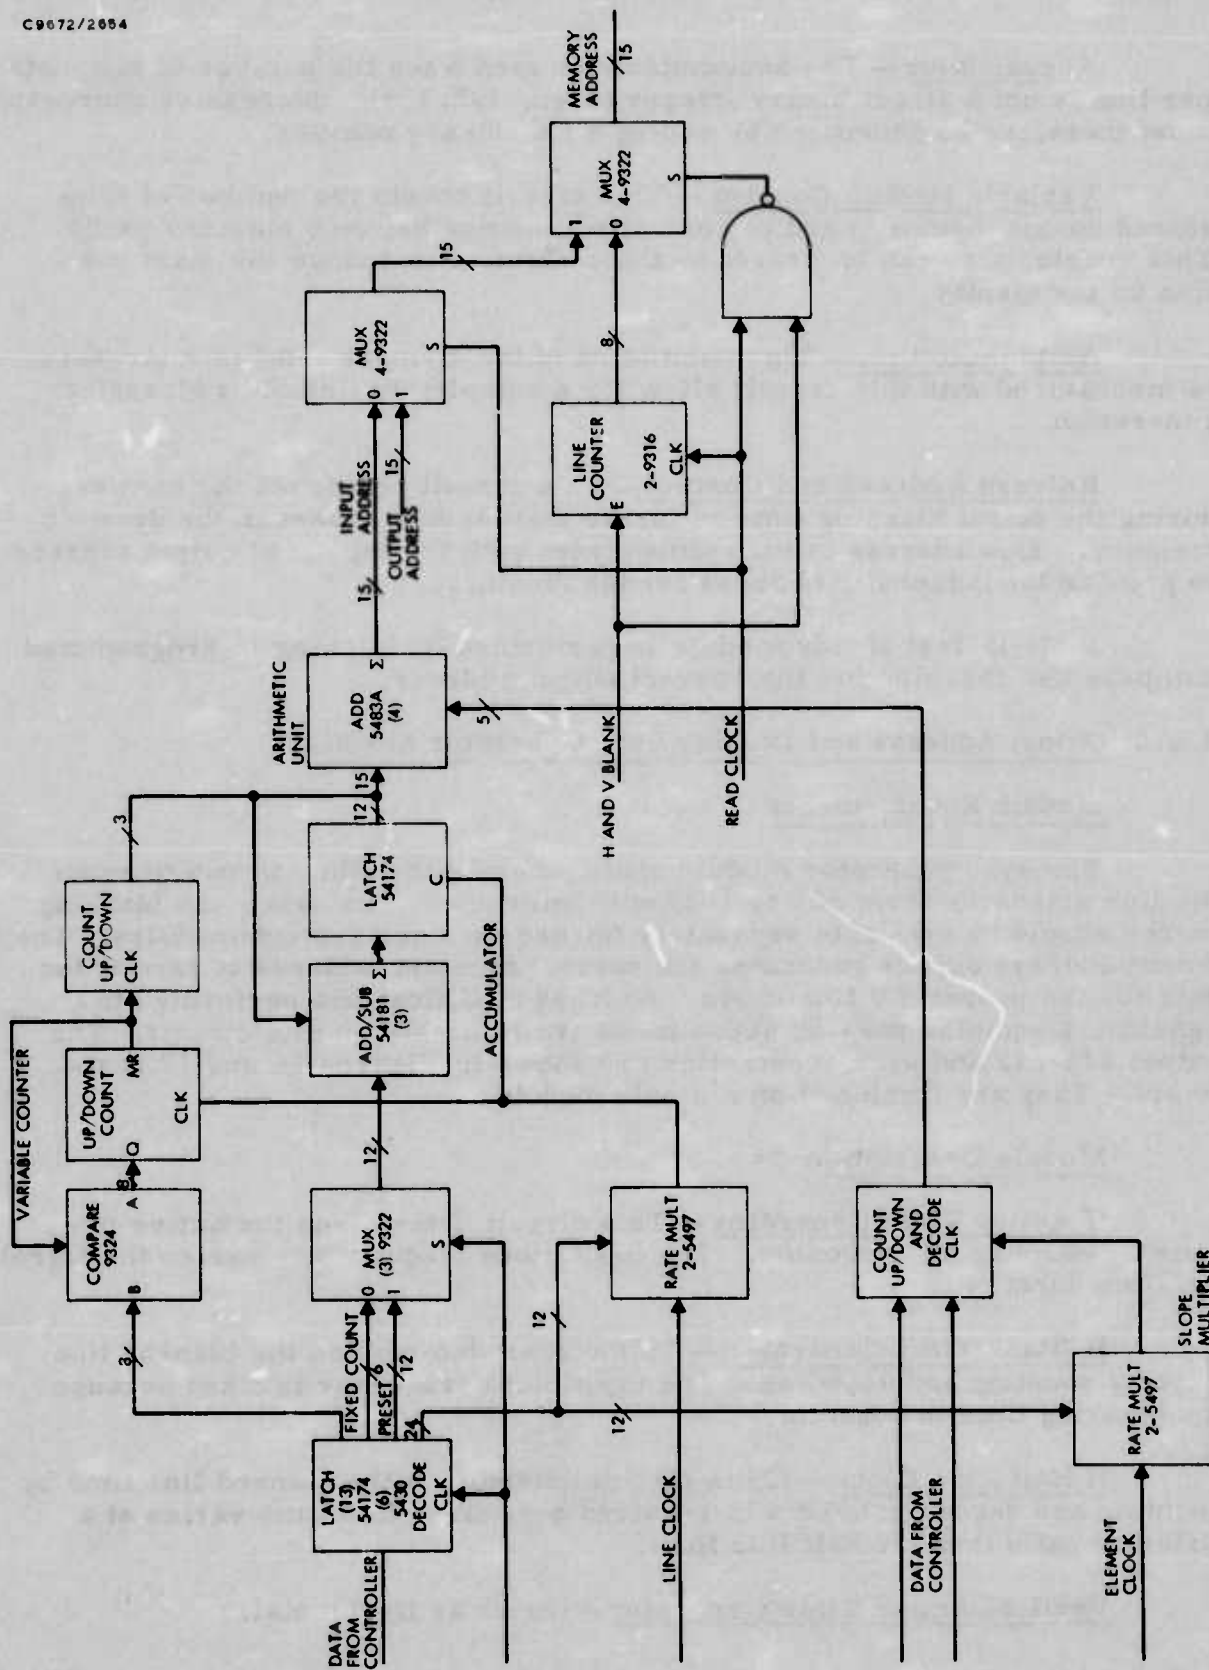 C9672/2654
MEMORY
ADDRESS
15
MUX
4-9322
1
0
S
15
8
MUX
4-9322
0
1
S
LINE
COUNTER
2-9316
E
CLK
INPUT
ADDRESS
15
OUTPUT
ADDRESS
15
ARITHMETIC
UNIT
ADD
5483A
(4)
Σ
5
H AND V BLANK
READ CLOCK
3
15
12
COUNT
UP/DOWN
CLK
LATCH
54174
C
ADD/SUB
54181
(3)
Σ
ACCUMULATOR
VARIABLE COUNTER
UP/DOWN
COUNT
Q
MR
CLK
8
COMPARE
9324
A
B
12
MUX
(3) 9322
0
1
S
RATE MULT
2-5497
COUNT
UP/DOWN
AND
DECODE
CLK
3
FIXED COUNT
6
PRESET
12
24
12
12
LATCH
(13)
54174
(6)
5430
DECODE
CLK
DATA
FROM
CONTROLLER
LINE CLOCK
DATA FROM
CONTROLLER
ELEMENT
CLOCK
RATE MULT
2-5497
SLOPE
MULTIPLIER